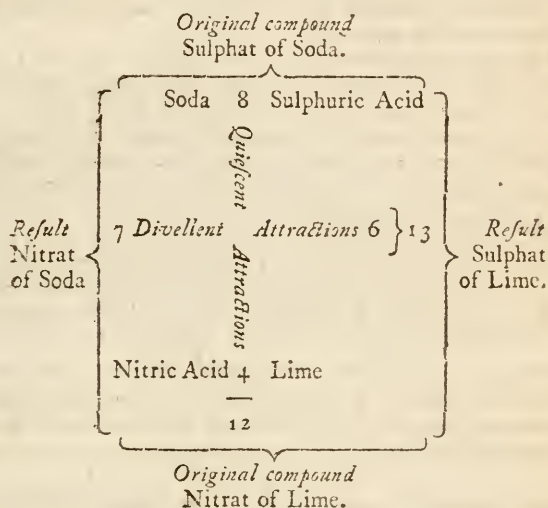 Original compound
Sulphat of Soda.
Soda 8 Sulphuric Acid
Quieſcent
Reſult
Nitrat
of Soda
7 Divellent Attractions 6 } 13
Reſult
Sulphat
of Lime.
Attractions
Nitric Acid 4 Lime
12
Original compound
Nitrat of Lime.